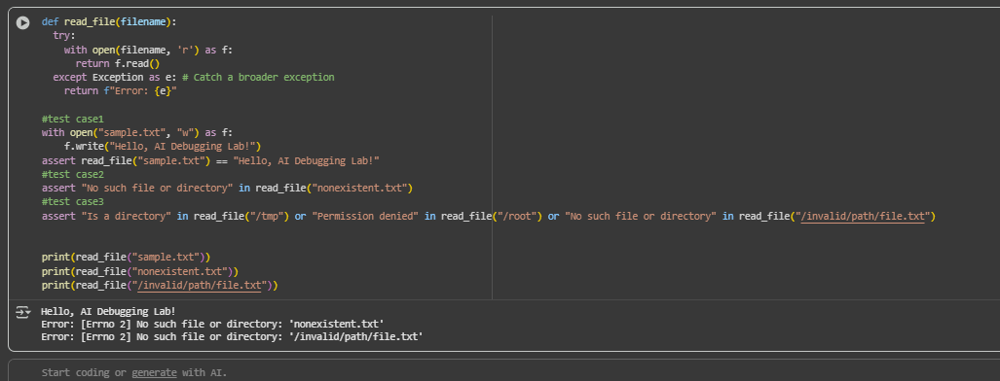 def read_file(filename):
  try:
    with open(filename, 'r') as f:
      return f.read()
  except Exception as e: # Catch a broader exception
    return f"Error: {e}"

#test case1
with open("sample.txt", "w") as f:
    f.write("Hello, AI Debugging Lab!")
assert read_file("sample.txt") == "Hello, AI Debugging Lab!"
#test case2
assert "No such file or directory" in read_file("nonexistent.txt")
#test case3
assert "Is a directory" in read_file("/tmp") or "Permission denied" in read_file("/root") or "No such file or directory" in read_file("/invalid/path/file.txt")


print(read_file("sample.txt"))
print(read_file("nonexistent.txt"))
print(read_file("/invalid/path/file.txt"))
Hello, AI Debugging Lab!
Error: [Errno 2] No such file or directory: 'nonexistent.txt'
Error: [Errno 2] No such file or directory: '/invalid/path/file.txt'
Start coding or generate with AI.